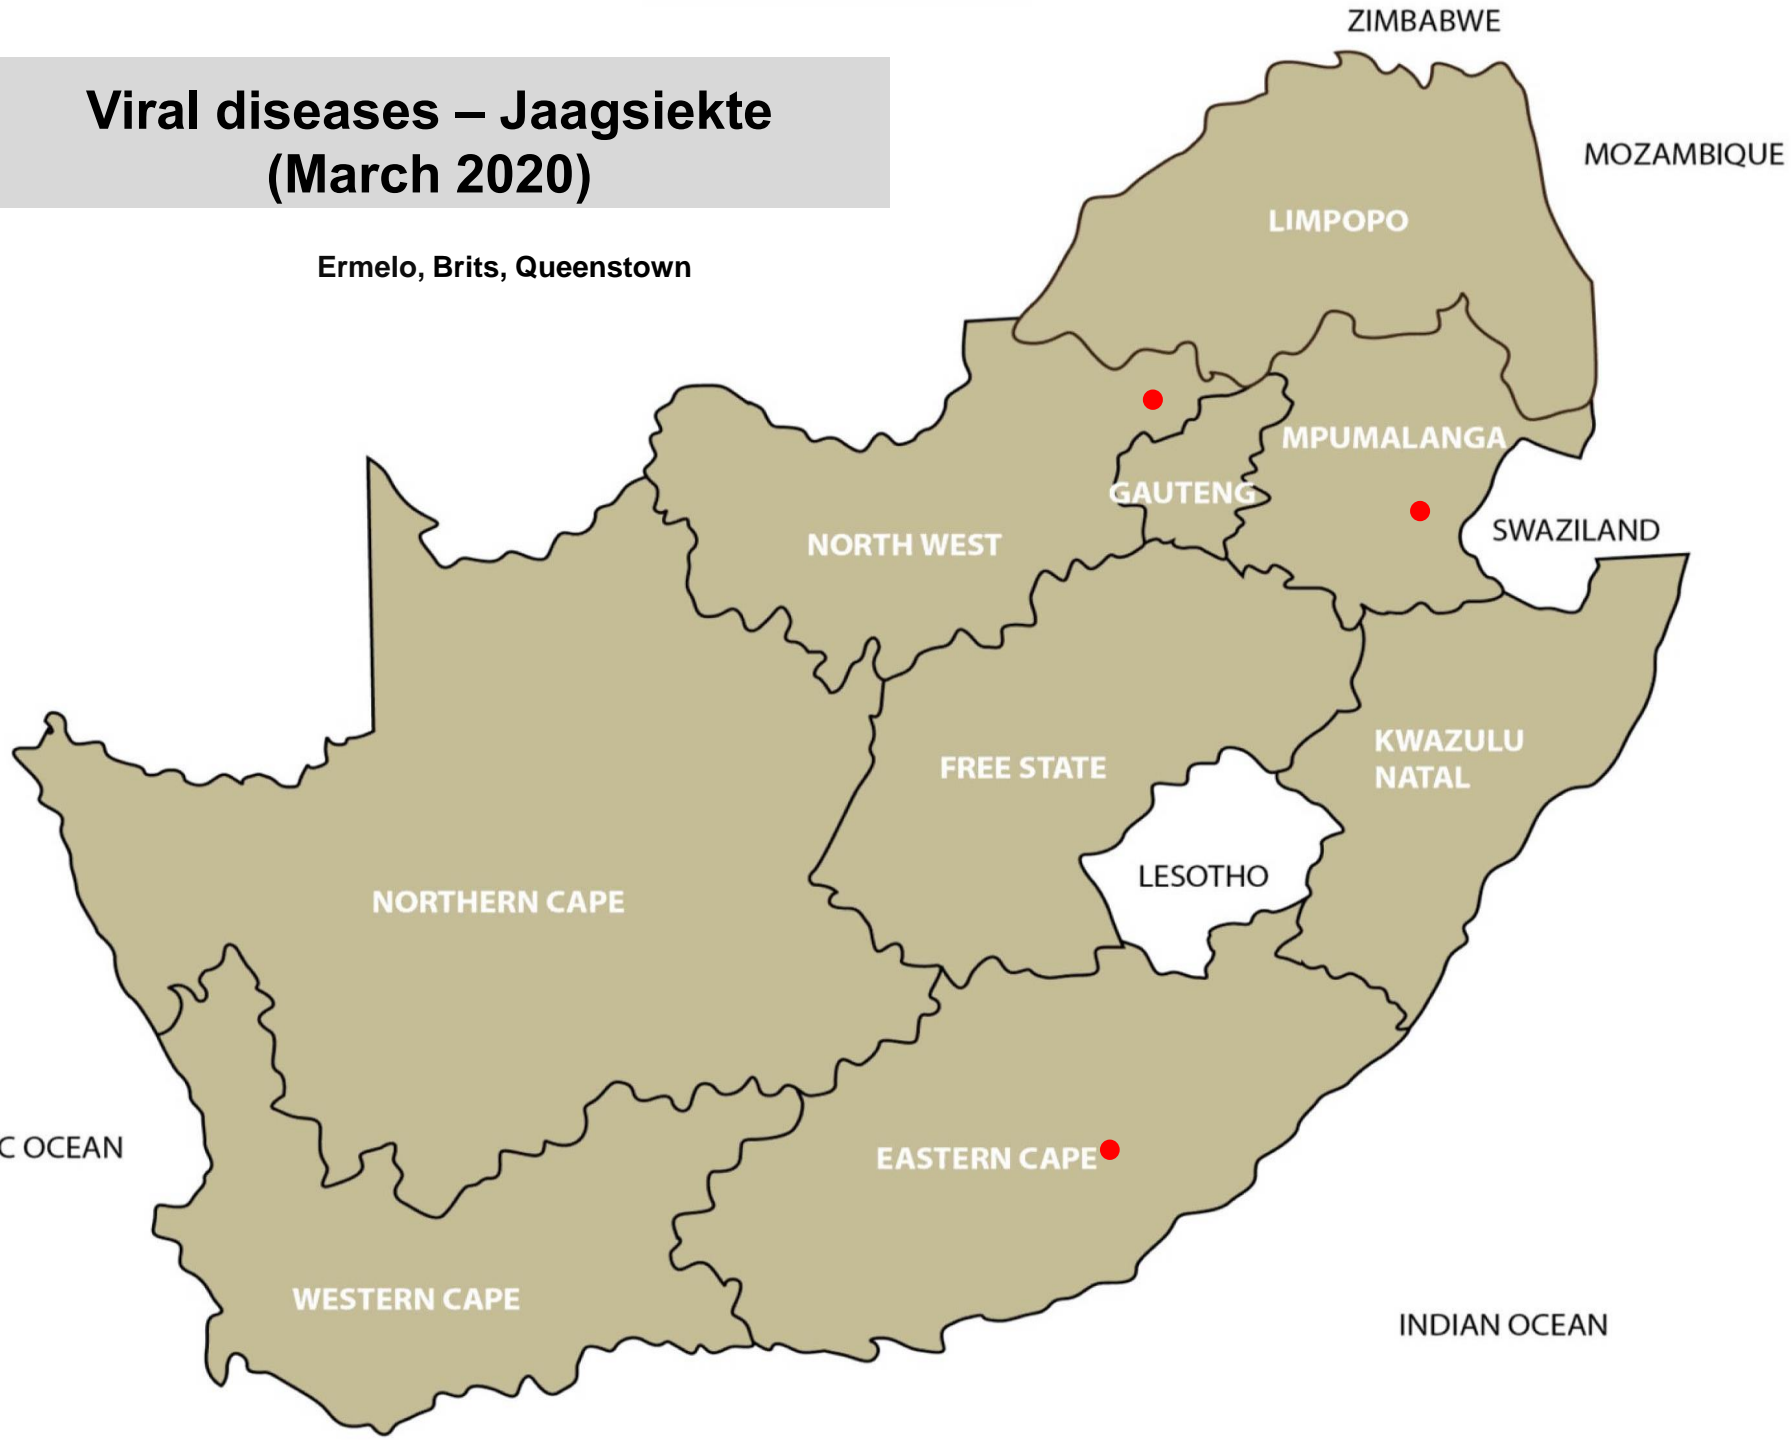 ZIMBABWE
Viral diseases – Jaagsiekte
(March 2020)
MOZAMBIQUE
LIMPOPO
Ermelo, Brits, Queenstown
MPUMALANGA
GAUTENG
SWAZILAND
NORTH WEST
KWAZULU
NATAL
FREE STATE
LESOTHO
NORTHERN CAPE
C OCEAN
EASTERN CAPE
WESTERN CAPE
INDIAN OCEAN